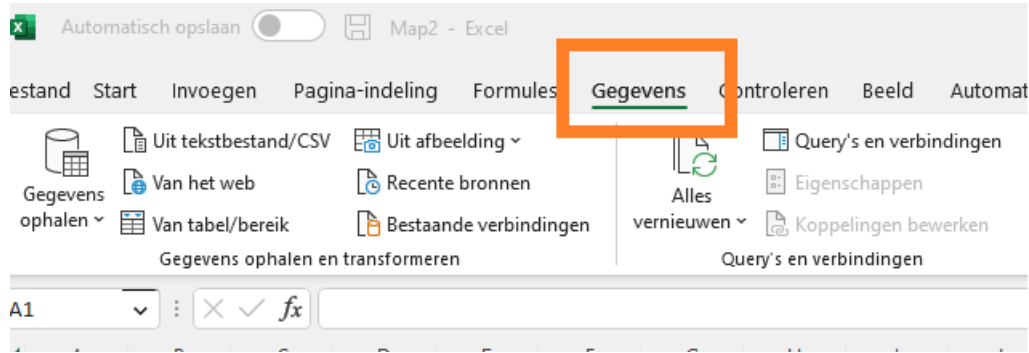 Automatisch opslaan Map2 - Excel
estand Start Invoegen Pagina-indeling Formules Gegevens Controleren Beeld Automat
Gegevens ophalen
Uit tekstbestand/CSV
Van het web
Van tabel/bereik
Uit afbeelding
Recente bronnen
Bestaande verbindingen
Gegevens ophalen en transformeren
Alles
vernieuwen
Query's en verbindingen
Eigenschappen
Koppelingen bewerken
Query's en verbindingen
A1 fx